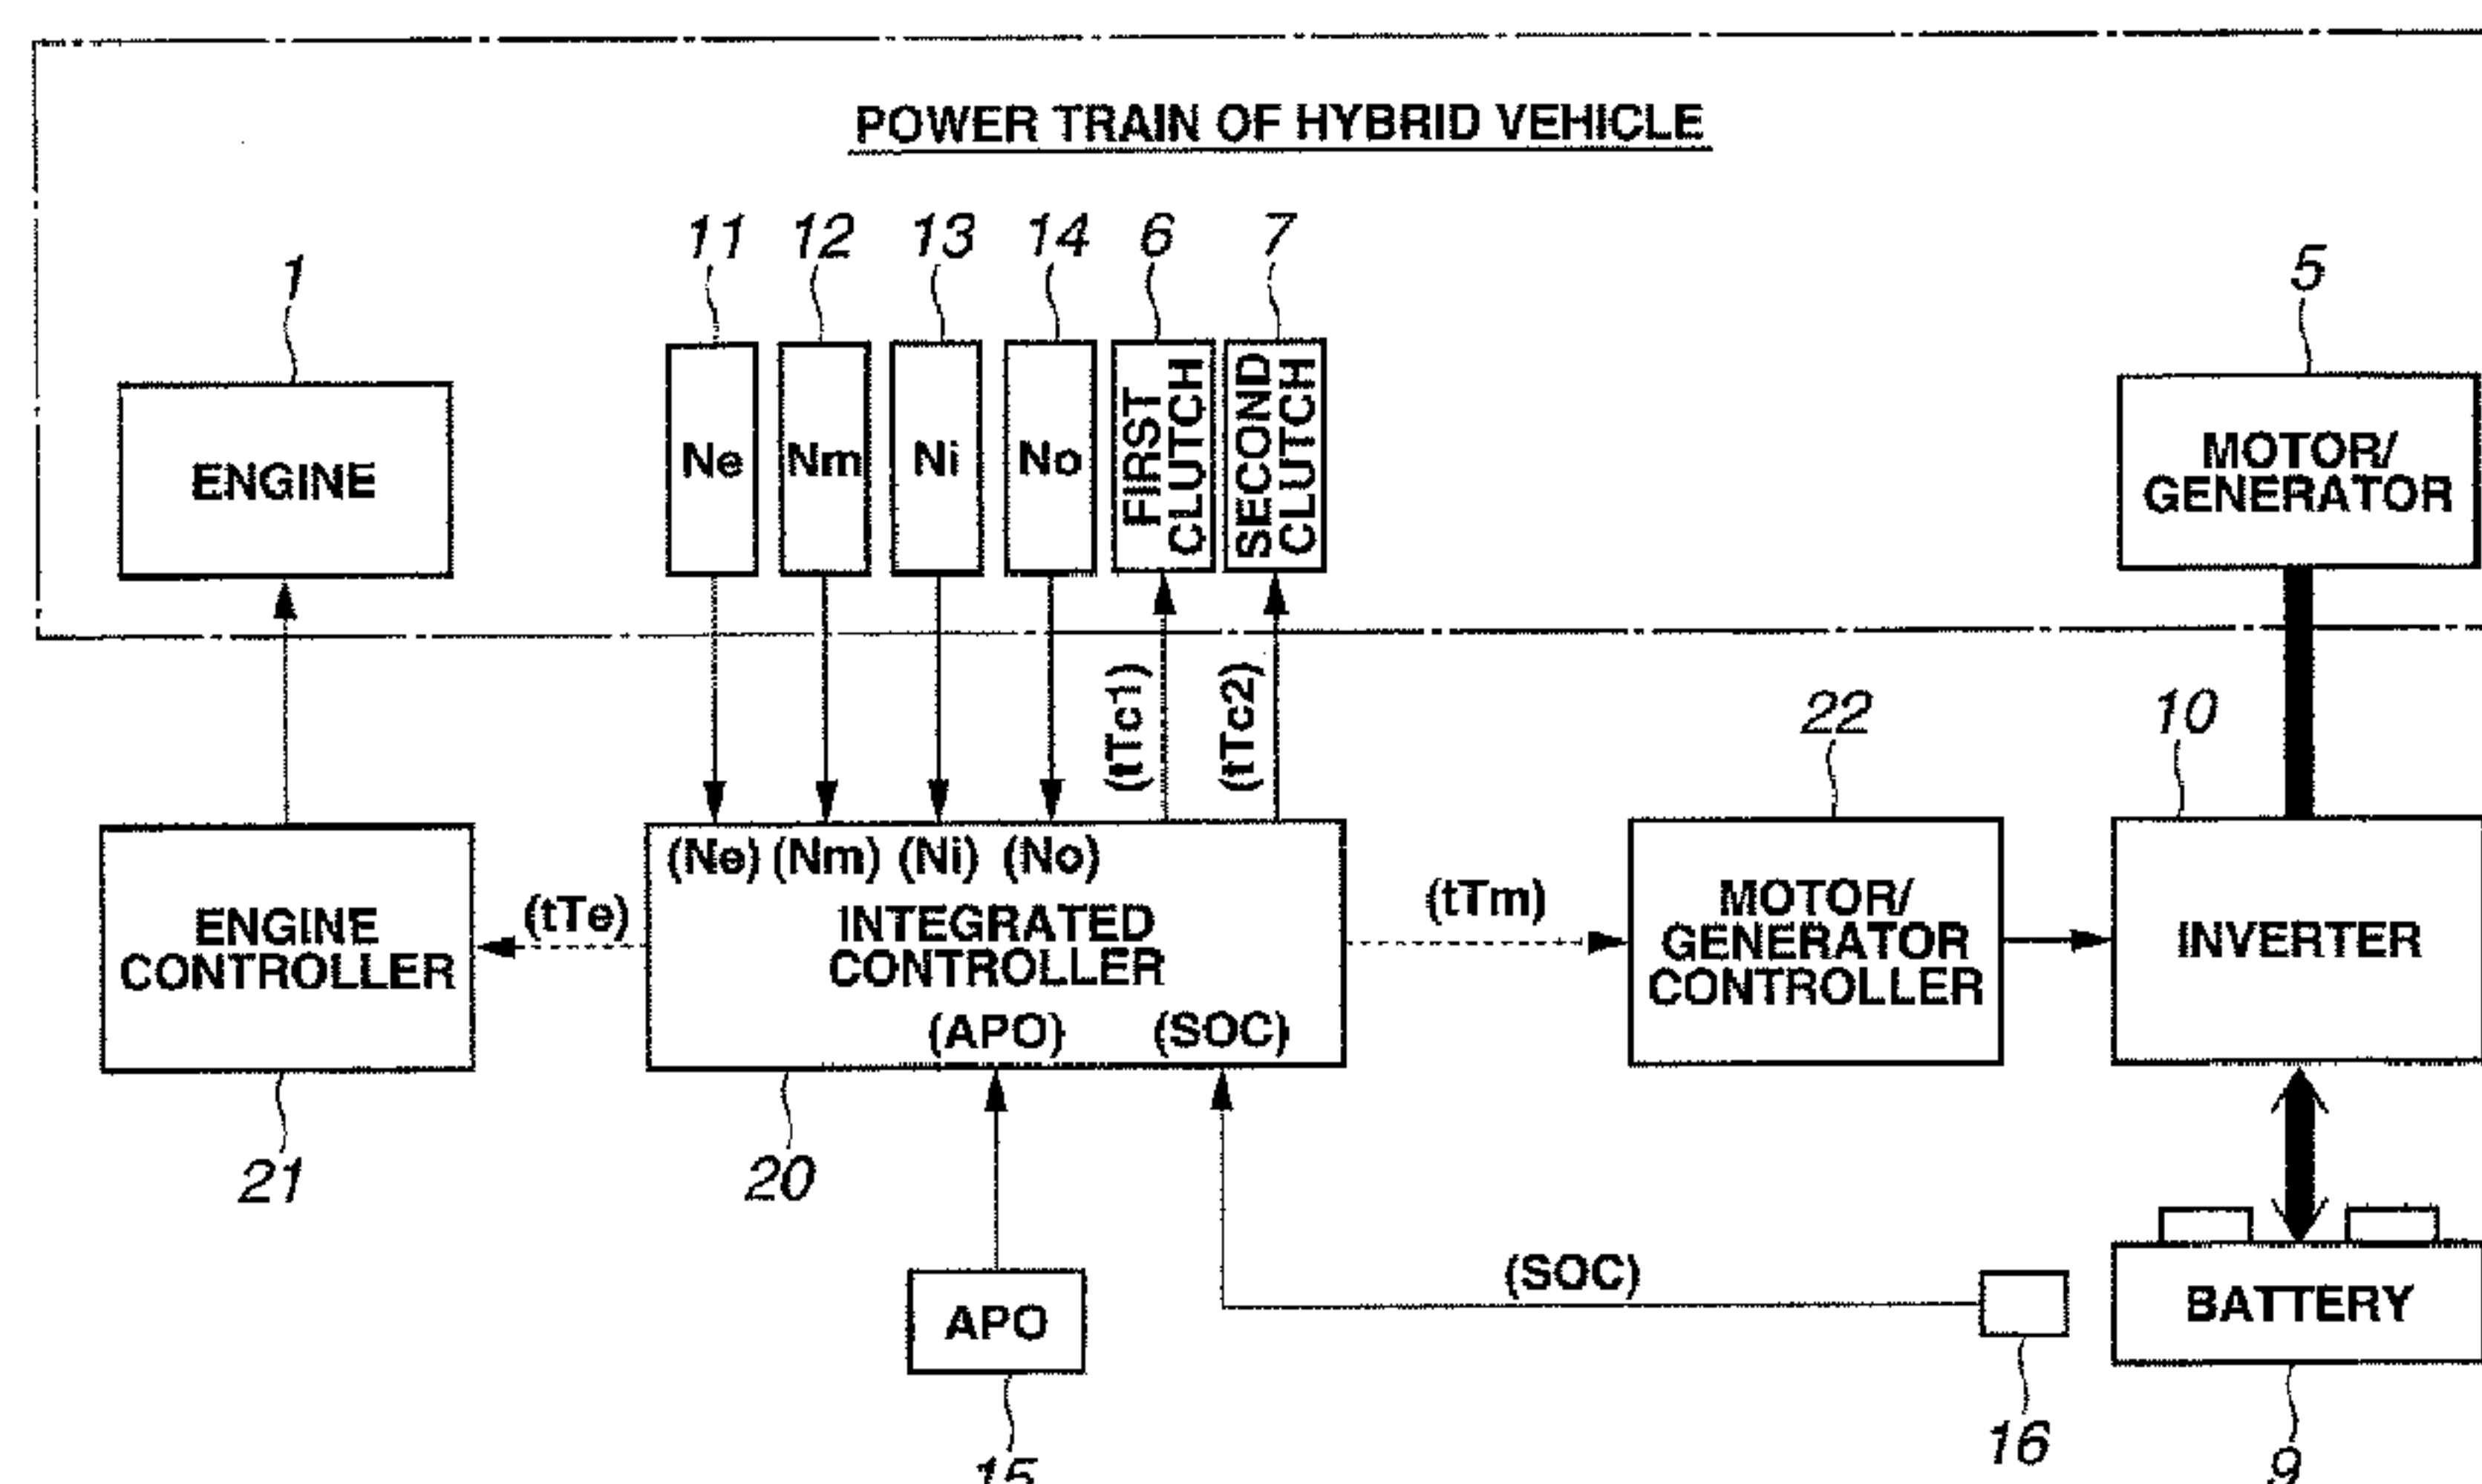 POWER TRAIN OF HYBRID VEHICLE
11 12 13 14 6 7
1
5
ENGINE
Ne
Nm
Ni
No
FIRST
CLUTCH
SECOND
CLUTCH
MOTOR/
GENERATOR
(tTc1)
(tTc2)
22
10
(Ne) (Nm) (Ni) (No)
ENGINE
CONTROLLER
(tTe)
INTEGRATED
CONTROLLER
(tTm)
MOTOR/
GENERATOR
CONTROLLER
INVERTER
(APO) (SOC)
21
20
(SOC)
APO
BATTERY
15
16
9